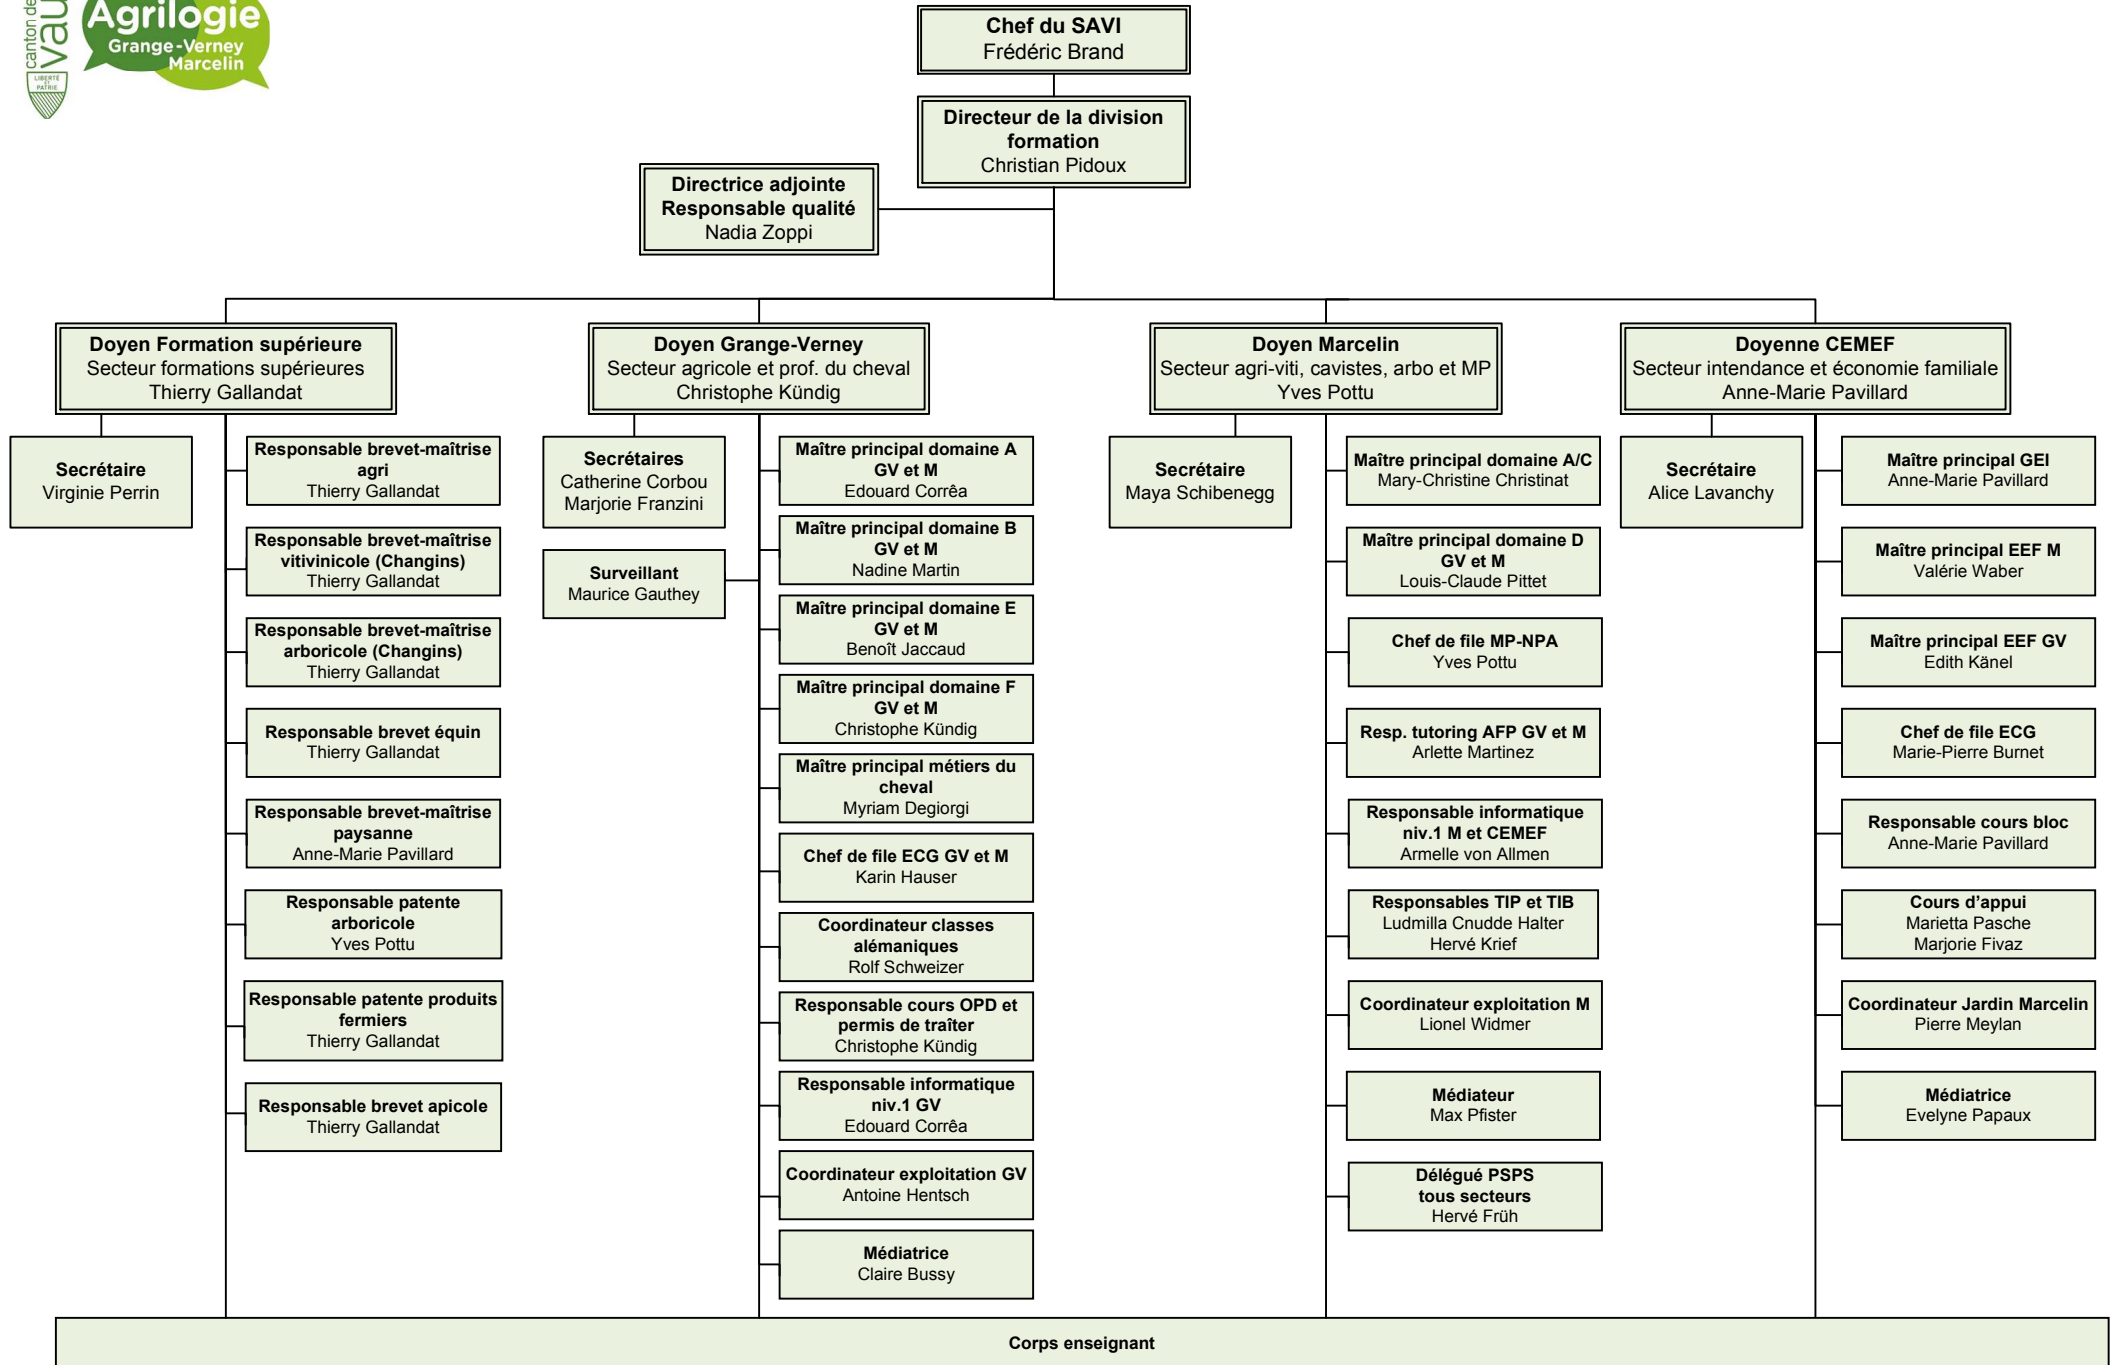 canton de
vau
LIBERTÉ
ET
PATRIE
Agrilogie
Grange-Verney
Marcelin
Chef du SAVI
Frédéric Brand
Directeur de la division
formation
Christian Pidoux
Directrice adjointe
Responsable qualité
Nadia Zoppi
Doyen Formation supérieure
Secteur formations supérieures
Thierry Gallandat
Secrétaire
Virginie Perrin
Responsable brevet-maîtrise
agri
Thierry Gallandat
Responsable brevet-maîtrise
vitivinicole (Changins)
Thierry Gallandat
Responsable brevet-maîtrise
arboricole (Changins)
Thierry Gallandat
Responsable brevet équin
Thierry Gallandat
Responsable brevet-maîtrise
paysanne
Anne-Marie Pavillard
Responsable patente
arboricole
Yves Pottu
Responsable patente produits
fermiers
Thierry Gallandat
Responsable brevet apicole
Thierry Gallandat
Doyen Grange-Verney
Secteur agricole et prof. du cheval
Christophe Kündig
Secrétaires
Catherine Corbou
Marjorie Franzini
Surveillant
Maurice Gauthey
Maître principal domaine A
GV et M
Edouard Corrêa
Maître principal domaine B
GV et M
Nadine Martin
Maître principal domaine E
GV et M
Benoît Jaccaud
Maître principal domaine F
GV et M
Christophe Kündig
Maître principal métiers du
cheval
Myriam Degiorgi
Chef de file ECG GV et M
Karin Hauser
Coordinateur classes
alémaniques
Rolf Schweizer
Responsable cours OPD et
permis de traîter
Christophe Kündig
Responsable informatique
niv.1 GV
Edouard Corrêa
Coordinateur exploitation GV
Antoine Hentsch
Médiatrice
Claire Bussy
Doyen Marcelin
Secteur agri-viti, cavistes, arbo et MP
Yves Pottu
Secrétaire
Maya Schibenegg
Maître principal domaine A/C
Mary-Christine Christinat
Maître principal domaine D
GV et M
Louis-Claude Pittet
Chef de file MP-NPA
Yves Pottu
Resp. tutoring AFP GV et M
Arlette Martinez
Responsable informatique
niv.1 M et CEMEF
Armelle von Allmen
Responsables TIP et TIB
Ludmilla Cnudde Halter
Hervé Krief
Coordinateur exploitation M
Lionel Widmer
Médiateur
Max Pfister
Délégué PSPS
tous secteurs
Hervé Früh
Doyenne CEMEF
Secteur intendance et économie familiale
Anne-Marie Pavillard
Secrétaire
Alice Lavanchy
Maître principal GEI
Anne-Marie Pavillard
Maître principal EEF M
Valérie Waber
Maître principal EEF GV
Edith Känel
Chef de file ECG
Marie-Pierre Burnet
Responsable cours bloc
Anne-Marie Pavillard
Cours d'appui
Marietta Pasche
Marjorie Fivaz
Coordinateur Jardin Marcelin
Pierre Meylan
Médiatrice
Evelyne Papaux
Corps enseignant